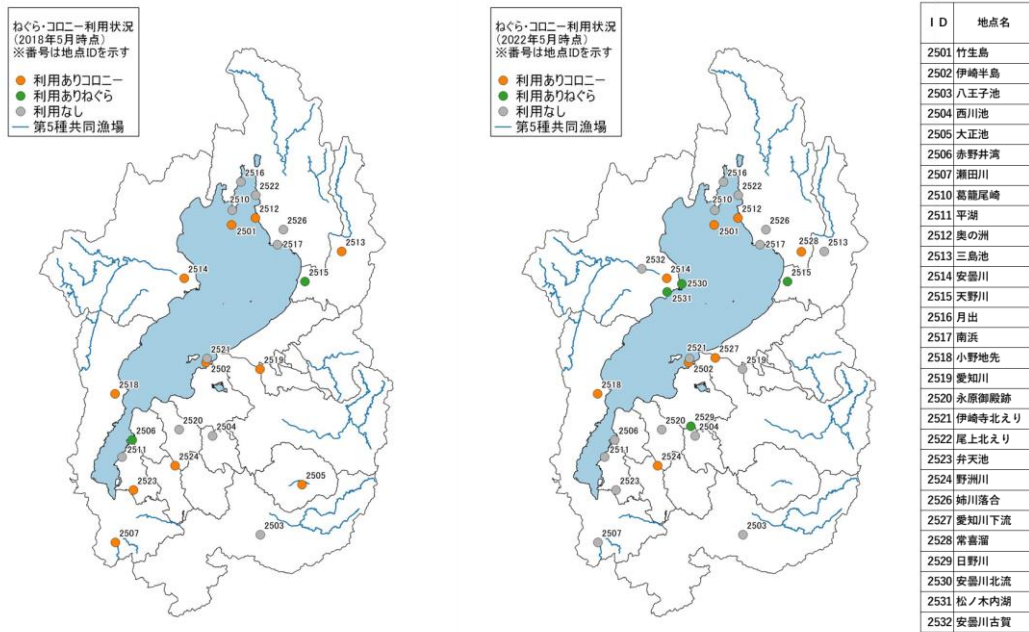 ねぐら・コロニー利用状況
(2018年5月時点)
※番号は地点IDを示す
利用ありコロニー
利用ありねぐら
利用なし
第5種共同漁場
2516
2522
2510
2512
2501
2526
2517
2513
2514
2515
2521
2502
2519
2518
2506
2520
2504
2511
2524
2523
2505
2503
2507
ねぐら・コロニー利用状況
(2022年5月時点)
※番号は地点IDを示す
利用ありコロニー
利用ありねぐら
利用なし
第5種共同漁場
2516
2522
2510
2512
2501
2526
2517
2528
2513
2532
2514
2530
2515
2531
2521
2527
2502
2519
2518
2529
2506
2520
2504
2511
2524
2523
2503
2507
ID 地点名
2501 竹生島
2502 伊崎半島
2503 八王子池
2504 西川池
2505 大正池
2506 赤野井湾
2507 瀬田川
2510 葛籠尾崎
2511 平湖
2512 奥の洲
2513 三島池
2514 安曇川
2515 天野川
2516 月出
2517 南浜
2518 小野地先
2519 愛知川
2520 永原御殿跡
2521 伊崎寺北えり
2522 尾上北えり
2523 弁天池
2524 野洲川
2526 姉川落合
2527 愛知川下流
2528 常喜溜
2529 日野川
2530 安曇川北流
2531 松ノ木内湖
2532 安曇川古賀